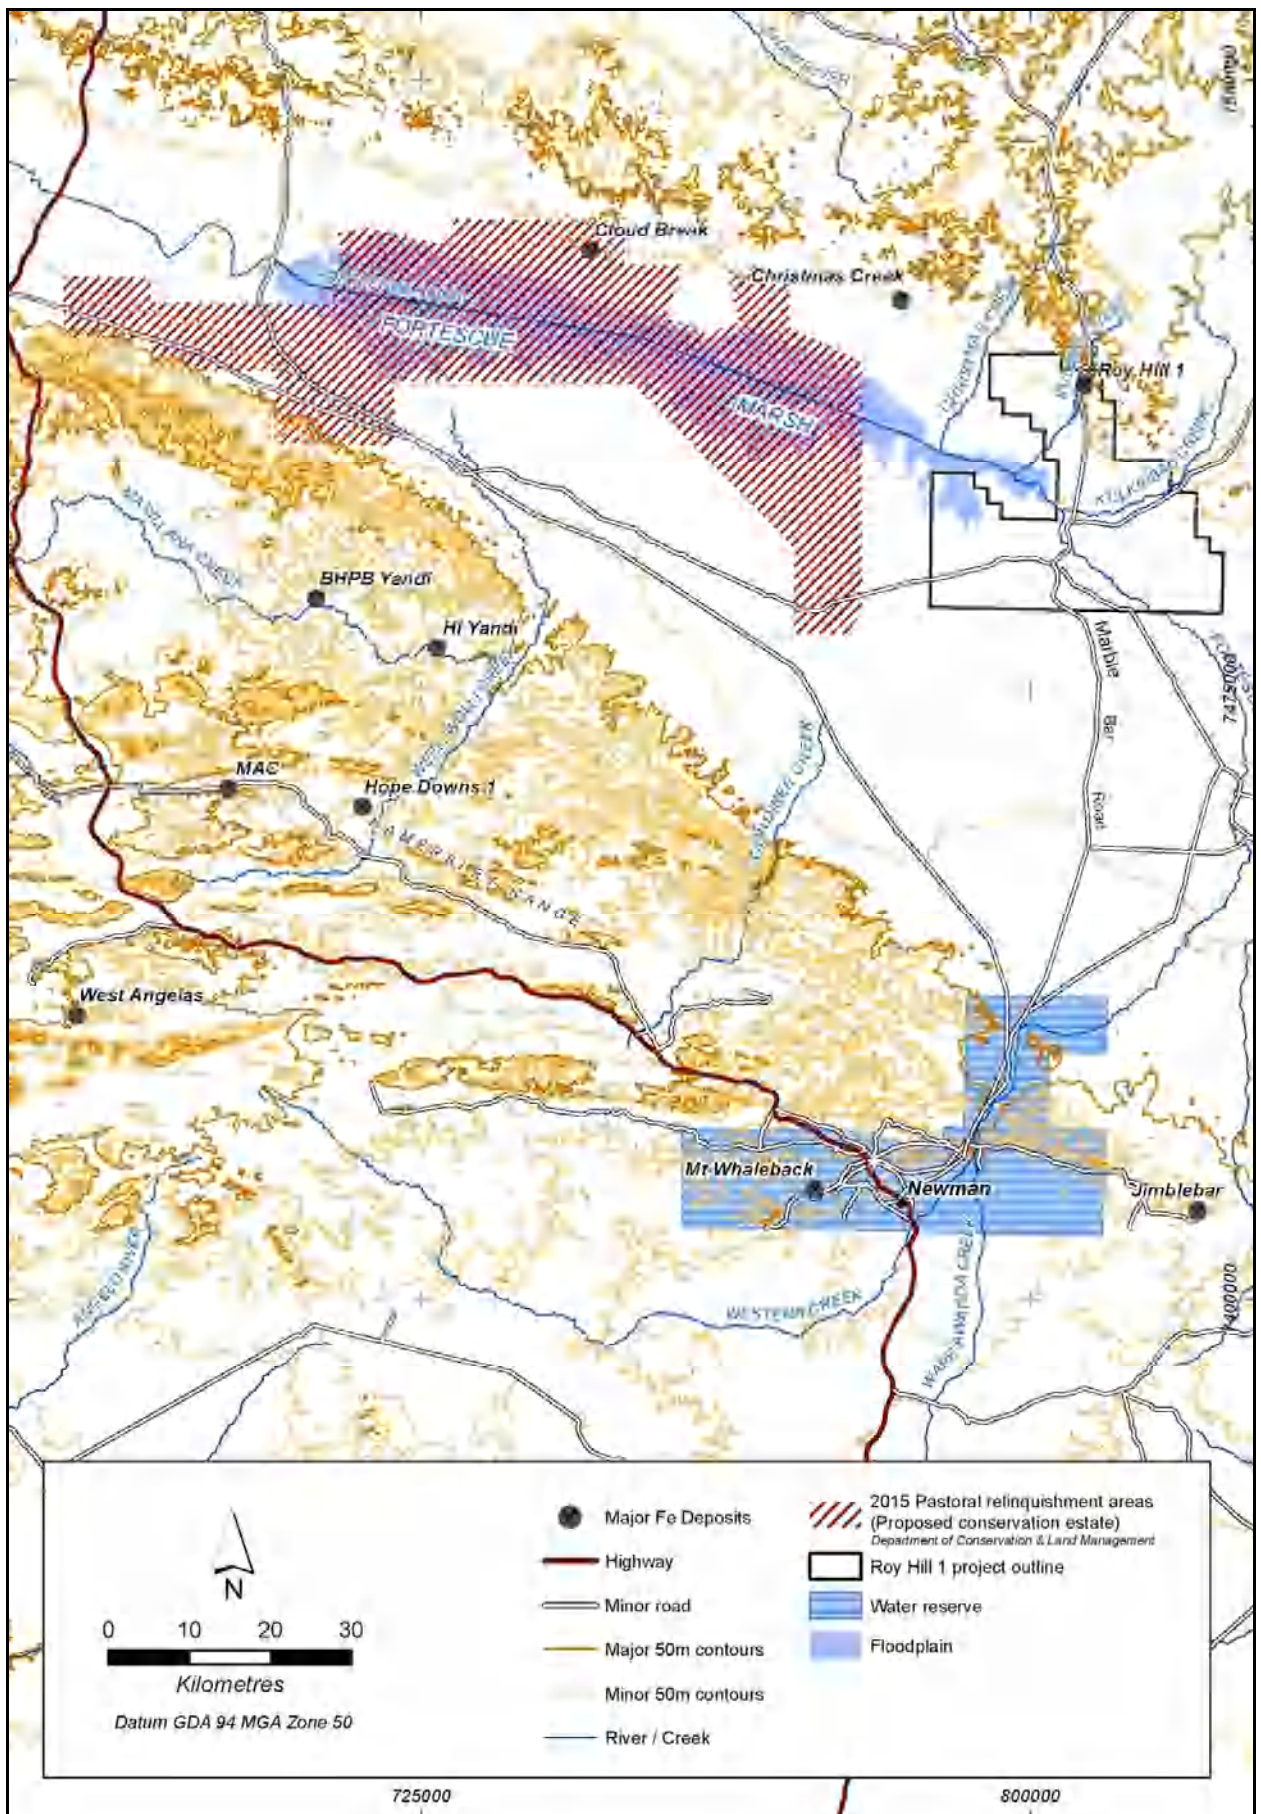 Cloud Break
Christmas Creek
FORTESCUE
MARSH
Roy Hill 1
BHPB Yandi
HI Yandi
Marble
Bar
Road
7425000
MAC
Hope Downs 1
RANGE
West Angelas
Mt Whaleback
Newman
Jimblebar
WESTERN CREEK
7400000
Major Fe Deposits
Highway
Minor road
Major 50m contours
Minor 50m contours
River / Creek
2015 Pastoral relinquishment areas
(Proposed conservation estate)
Department of Conservation & Land Management
Roy Hill 1 project outline
Water reserve
Floodplain
N
0 10 20 30
Kilometres
Datum GDA 94 MGA Zone 50
725000
800000